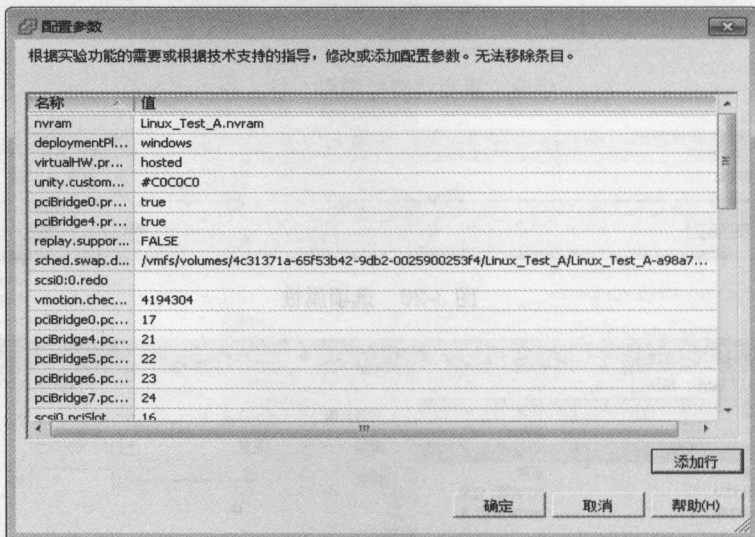 配置参数
根据实验功能的需要或根据技术支持的指导，修改或添加配置参数。无法移除条目。
名称 值
nvram Linux_Test_A.nvram
deploymentPl... windows
virtualHW.pr... hosted
unity.custom... #C0C0C0
pciBridge0.pr... true
pciBridge4.pr... true
replay.suppor... FALSE
sched.swap.d... /vmfs/volumes/4c31371a-65f53b42-9db2-0025900253f4/Linux_Test_A/Linux_Test_A-a98a7...
scsi0:0.redo
vmotion.chec... 4194304
pciBridge0.pc... 17
pciBridge4.pc... 21
pciBridge5.pc... 22
pciBridge6.pc... 23
pciBridge7.pc... 24
scsi0.pciSlot... 16
添加行
确定 取消 帮助(H)